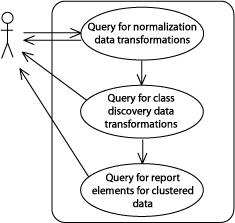 Query for normalization
data transformations
Query for class
discovery data
transformations
Query for report
elements for clustered
data